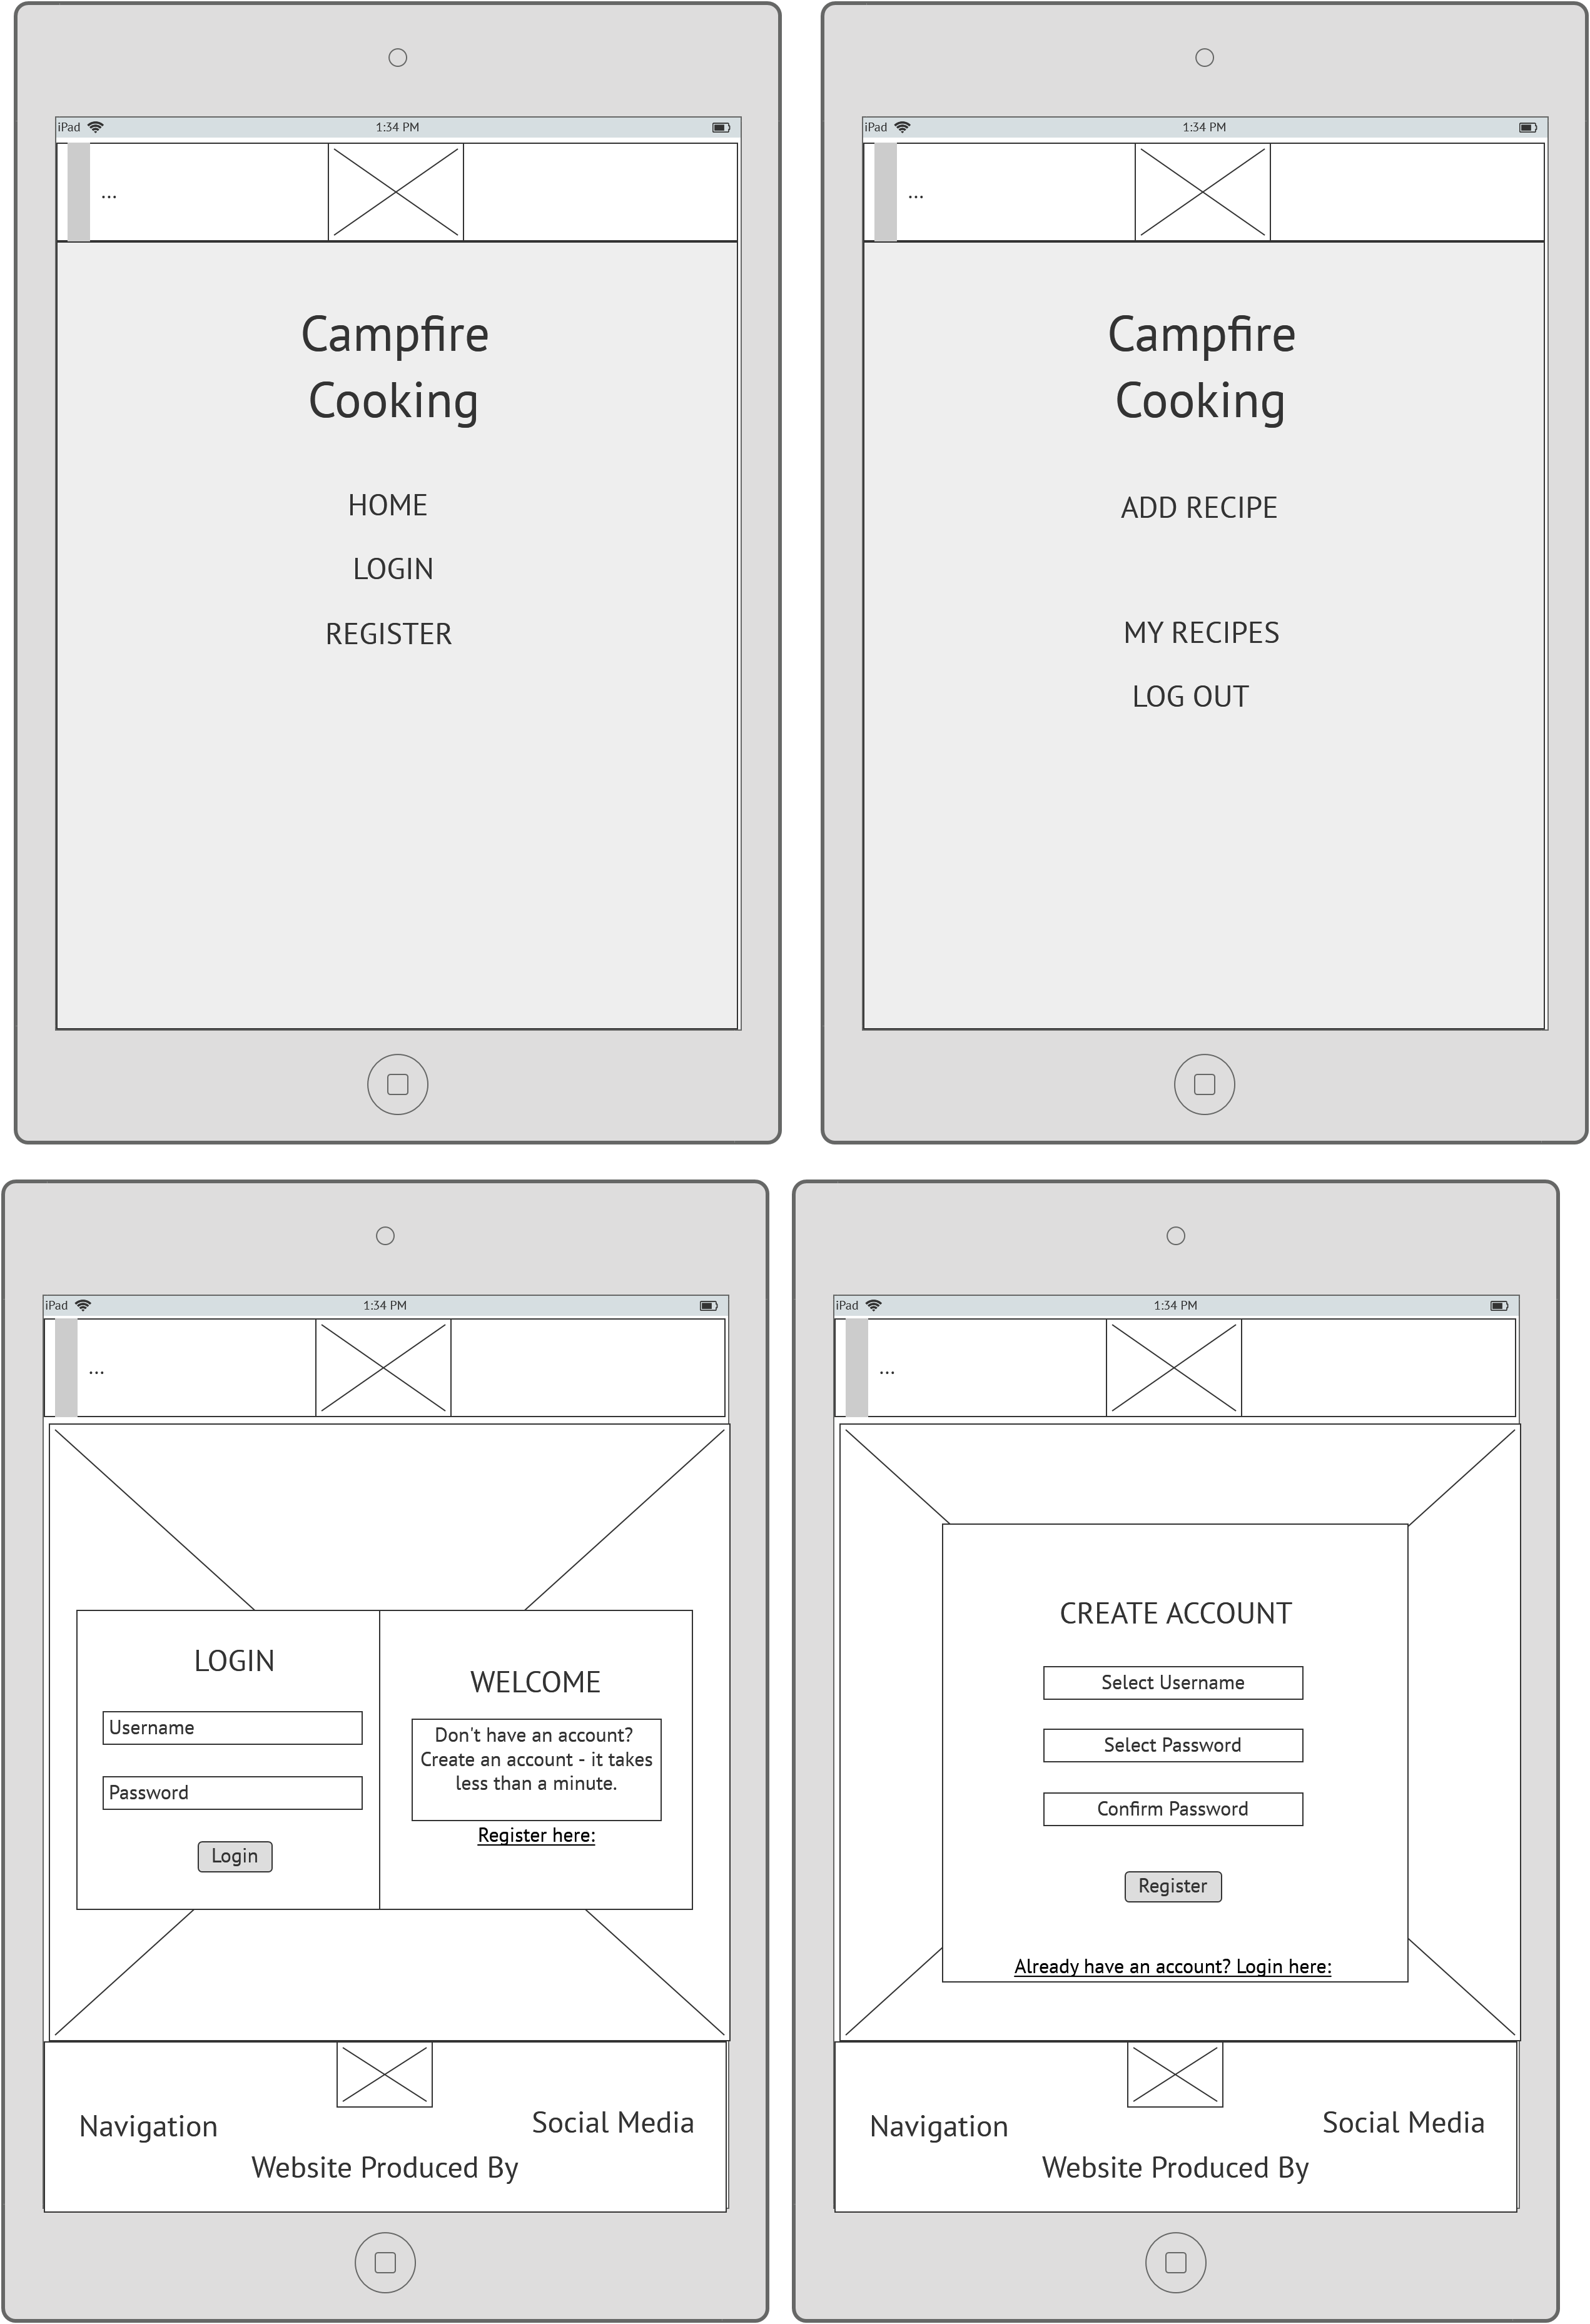 iPad 1:34 PM
...
Campfire
Cooking
HOME
LOGIN
REGISTER
iPad 1:34 PM
...
Campfire
Cooking
ADD RECIPE
MY RECIPES
LOG OUT
iPad 1:34 PM
...
LOGIN
Username
Password
Login
WELCOME
Don't have an account?
Create an account - it takes
less than a minute.
Register here:
Navigation
Social Media
Website Produced By
iPad 1:34 PM
...
CREATE ACCOUNT
Select Username
Select Password
Confirm Password
Register
Already have an account? Login here:
Navigation
Social Media
Website Produced By